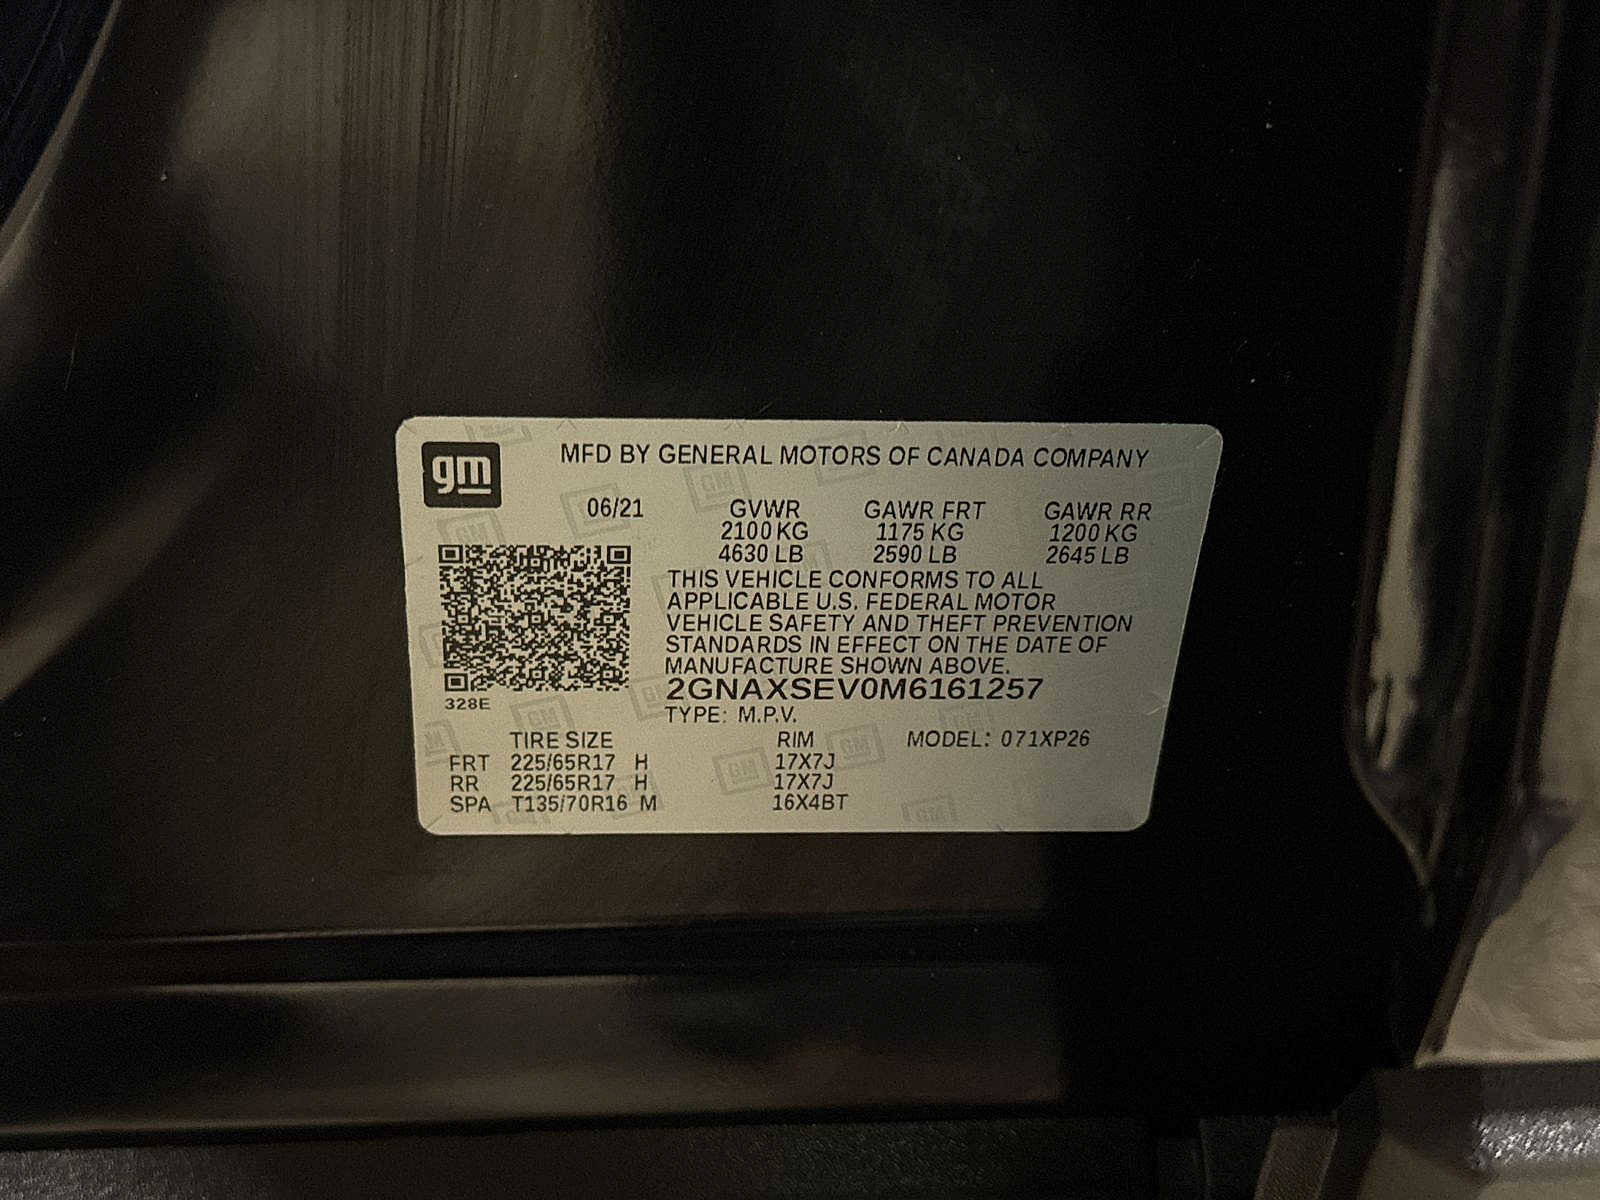 gm
MFD BY GENERAL MOTORS OF CANADA COMPANY
06/21 GVWR GAWR FRT GAWR RR
2100 KG 1175 KG 1200 KG
4630 LB 2590 LB 2645 LB
THIS VEHICLE CONFORMS TO ALL
APPLICABLE U.S. FEDERAL MOTOR
VEHICLE SAFETY AND THEFT PREVENTION
STANDARDS IN EFFECT ON THE DATE OF
MANUFACTURE SHOWN ABOVE.
2GNAXSEV0M6161257
328E
TYPE: M.P.V.
TIRE SIZE RIM MODEL: 071XP26
FRT 225/65R17 H 17X7J
RR 225/65R17 H 17X7J
SPA T135/70R16 M 16X4BT